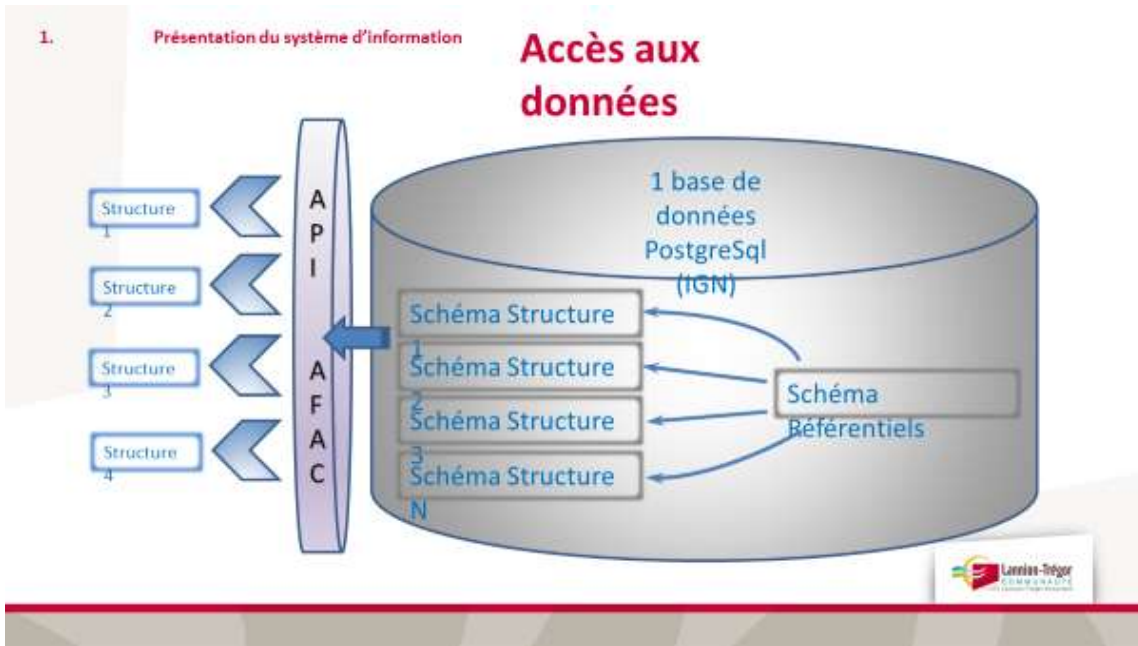 1.
Présentation du système d'information
Accès aux
données
1 base de
données
PostgreSql
(IGN)
A
P
I
A
F
A
C
Structure
1
Structure
2
Structure
3
Structure
4
Schéma Structure
1
Schéma Structure
2
Schéma Structure
3
Schéma Structure
N
Schéma
Référentiels
Lannion-Trégor
COMMUNAUTÉ